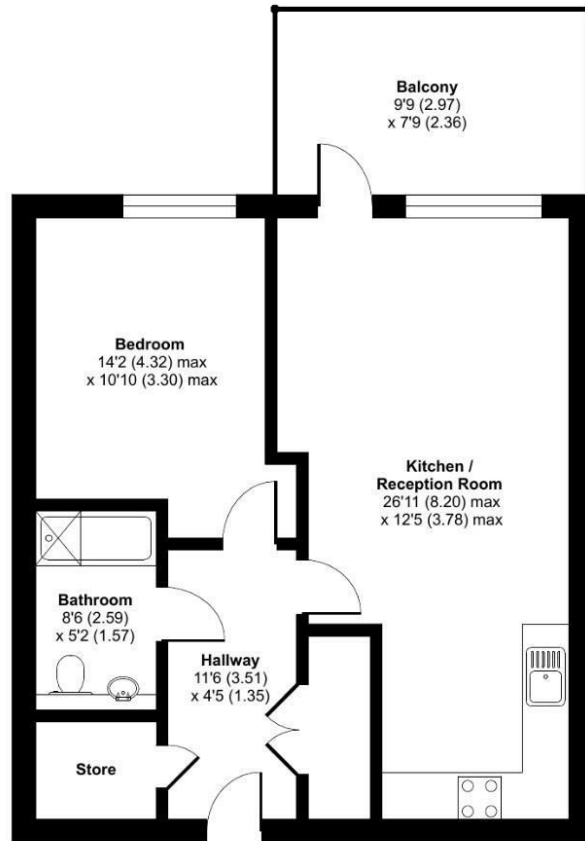 Balcony
9'9 (2.97)
x 7'9 (2.36)
Bedroom
14'2 (4.32) max
x 10'10 (3.30) max
Kitchen /
Reception Room
26'11 (8.20) max
x 12'5 (3.78) max
Bathroom
8'6 (2.59)
x 5'2 (1.57)
Hallway
11'6 (3.51)
x 4'5 (1.35)
Store